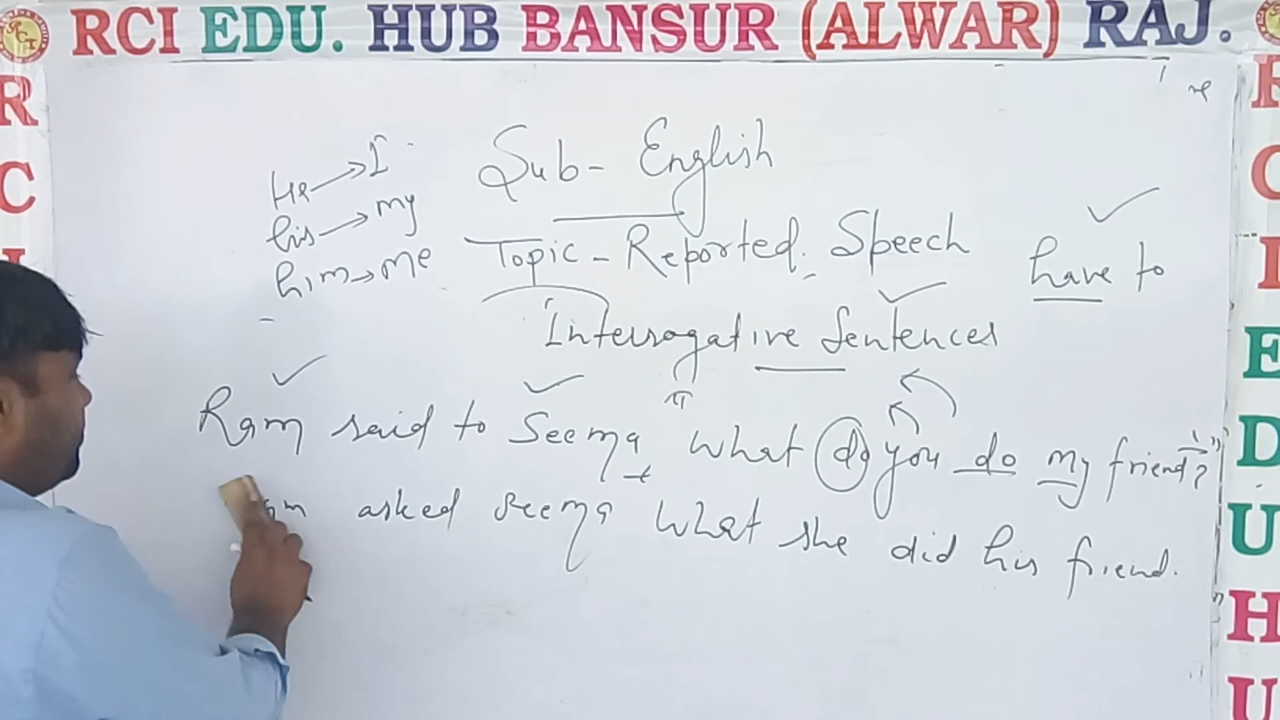 RCI EDU. HUB BANSUR (ALWAR) RAJ.
R
C
I
He → I
his → my
him → me
Sub- English
Topic - Reported Speech
have to
Interrogative Sentences
Ram said to Seema what do you do my friend?
asked Seema what she did his friend.
R
C
I
E
D
U
H
U